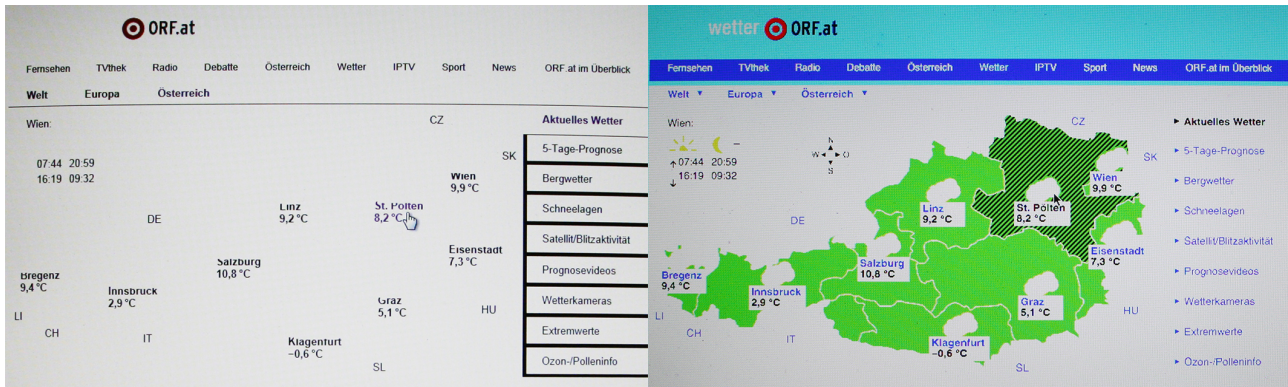 ORF.at
Fernsehen TVthek Radio Debatte Österreich Wetter IPTV Sport News ORF.at im Überblick
Welt Europa Österreich
Wien:
07:44 20:59
16:19 09:32
CZ
SK
Wien
9,9 °C
Linz
9,2 °C
St. Pölten
8,2 °C
DE
Eisenstadt
7,3 °C
Salzburg
10,8 °C
Bregenz
9,4 °C
Innsbruck
2,9 °C
Graz
5,1 °C
HU
LI
CH
IT
Klagenfurt
−0,6 °C
SL
Aktuelles Wetter
5-Tage-Prognose
Bergwetter
Schneelagen
Satellit/Blitzaktivität
Prognosevideos
Wetterkameras
Extremwerte
Ozon-/Polleninfo
wetter ORF.at
Fernsehen TVthek Radio Debatte Österreich Wetter IPTV Sport News ORF.at im Überblick
Welt Europa Österreich
Wien:
07:44 20:59
16:19 09:32
N
W O
S
CZ
SK
Wien
9,9 °C
Linz
9,2 °C
St. Pölten
8,2 °C
DE
Eisenstadt
7,3 °C
Salzburg
10,8 °C
Bregenz
9,4 °C
Innsbruck
2,9 °C
Graz
5,1 °C
HU
LI
CH
IT
Klagenfurt
−0,6 °C
SL
Aktuelles Wetter
5-Tage-Prognose
Bergwetter
Schneelagen
Satellit/Blitzaktivität
Prognosevideos
Wetterkameras
Extremwerte
Ozon-/Polleninfo